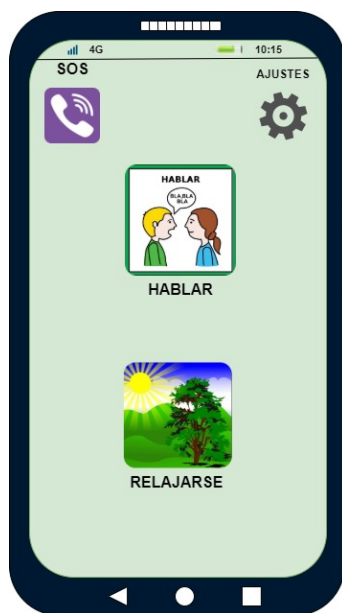 4G 10:15
SOS
AJUSTES
HABLAR
BLA,BLA
BLA
HABLAR
RELAJARSE